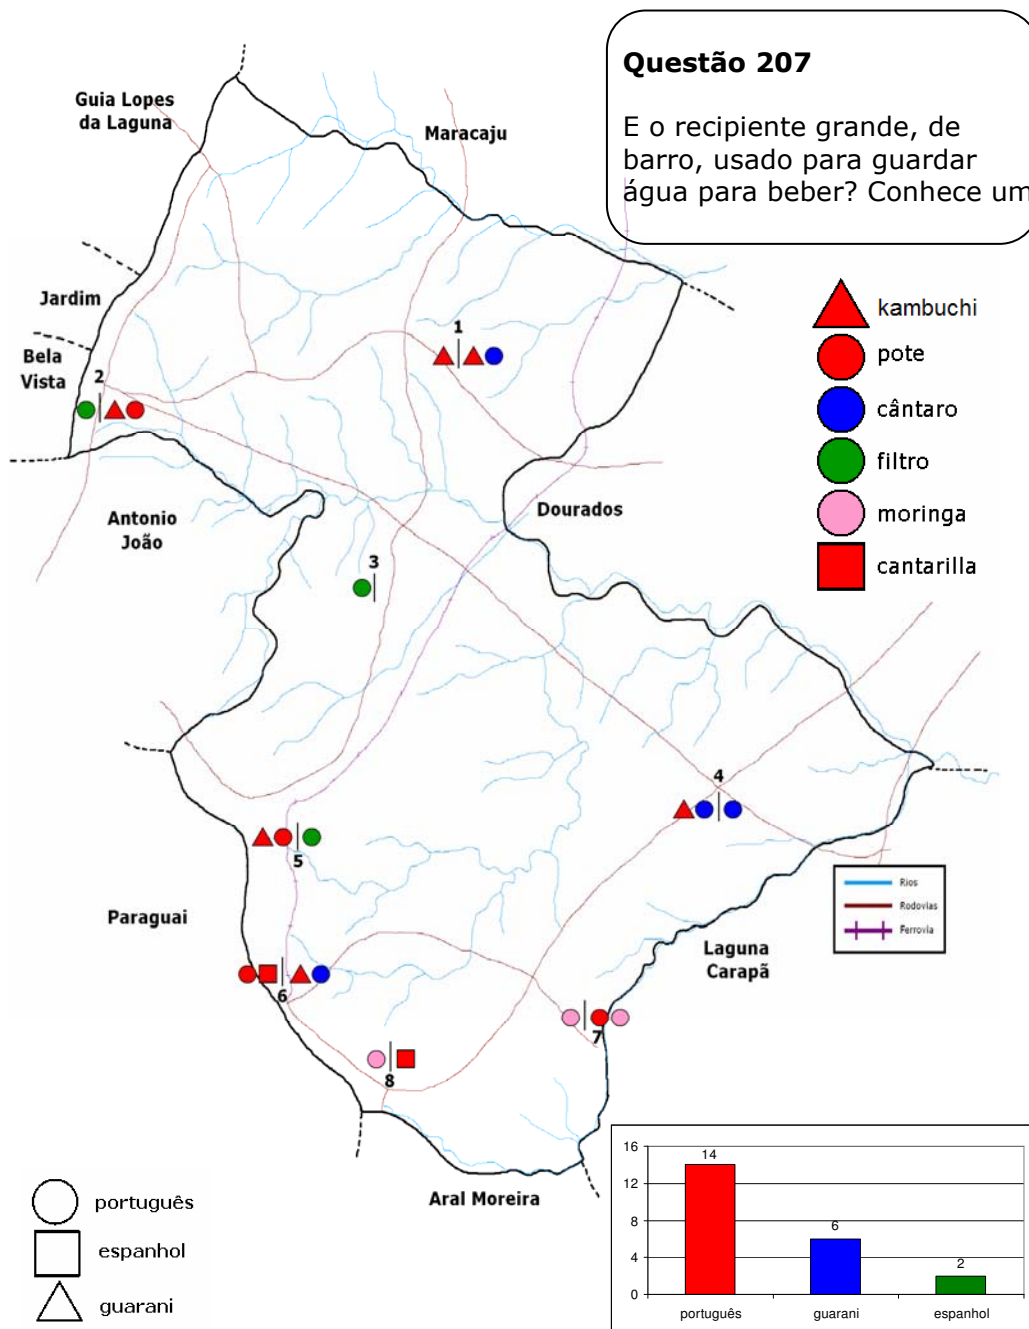 Questão 207
E o recipiente grande, de
barro, usado para guardar
água para beber? Conhece um
Guia Lopes
da Laguna
Maracaju
Jardim
Bela
Vista
Antonio
João
Dourados
Paraguai
Laguna
Carapã
Aral Moreira
1
2
3
4
5
6
7
8
kambuchi
pote
cântaro
filtro
moringa
cantarilla
Rios
Rodovias
Ferrovia
português
espanhol
guarani
16
12
8
4
0
14
6
2
português
guarani
espanhol